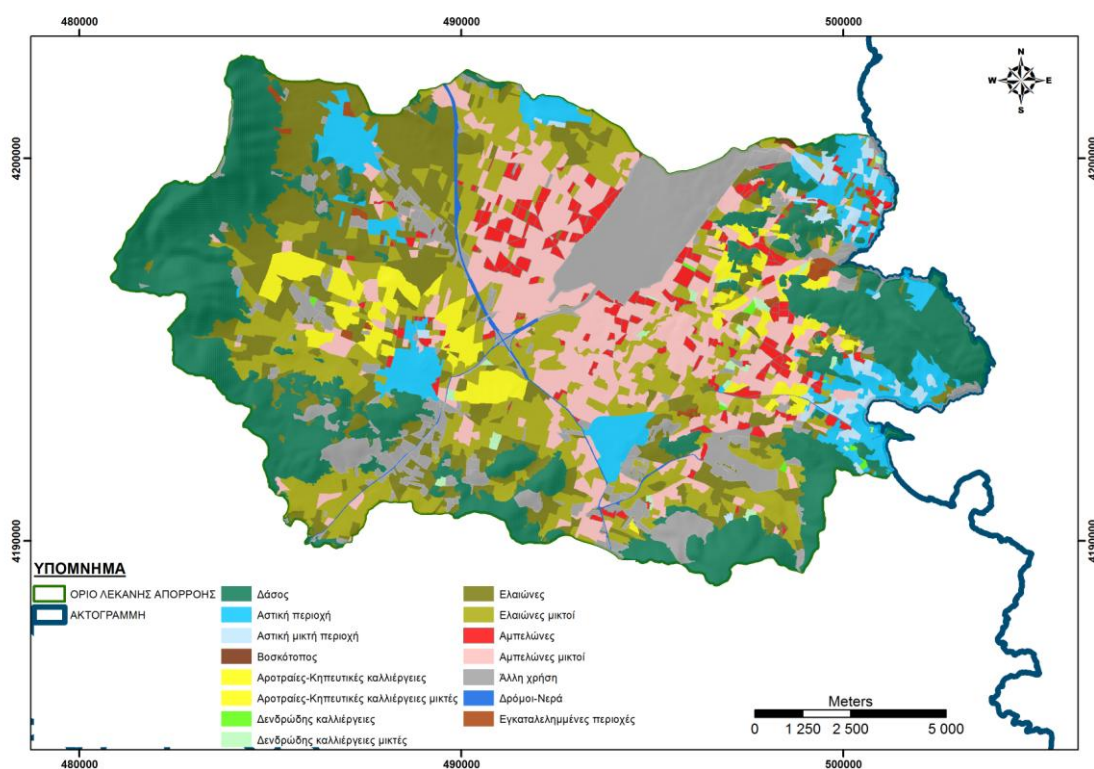 480000 490000 500000
N
W E
S
4200000 4200000
4190000 4190000
ΥΠΟΜΝΗΜΑ
ΟΡΙΟ ΛΕΚΑΝΗΣ ΑΠΟΡΡΟΗΣ
ΑΚΤΟΓΡΑΜΜΗ
Δάσος
Αστική περιοχή
Αστική μικτή περιοχή
Βοσκότοπος
Αροτραίες-Κηπευτικές καλλιέργειες
Αροτραίες-Κηπευτικές καλλιέργειες μικτές
Δενδρώδης καλλιέργειες
Δενδρώδης καλλιέργειες μικτές
Ελαιώνες
Ελαιώνες μικτοί
Αμπελώνες
Αμπελώνες μικτοί
Άλλη χρήση
Δρόμοι-Νερά
Εγκαταλελημμένες περιοχές
Meters
0 1 250 2 500 5 000
480000 490000 500000